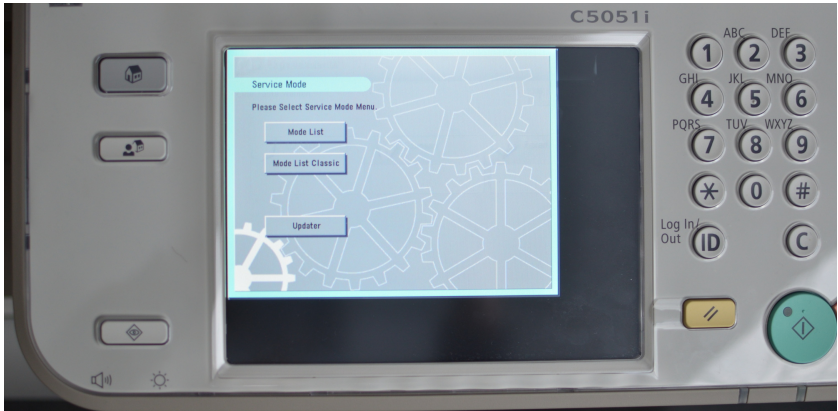 C5051i
Service Mode
Please Select Service Mode Menu.
Mode List
Mode List Classic
Updater
ABC DEF
1 2 3
GHI JKL MNO
4 5 6
PQRS TUV WXYZ
7 8 9
* 0 #
Log In/
Out ID C